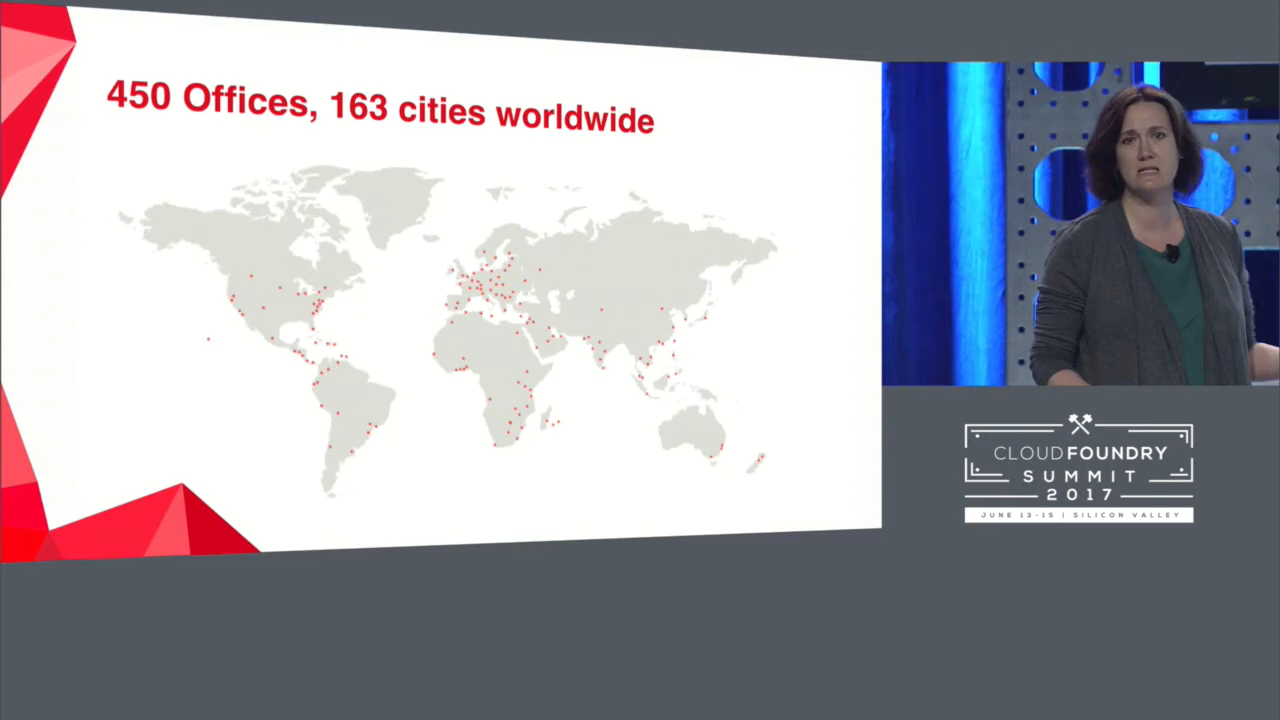 450 Offices, 163 cities worldwide
CLOUDFOUNDRY
SUMMIT
2017
JUNE 13-15 | SILICON VALLEY